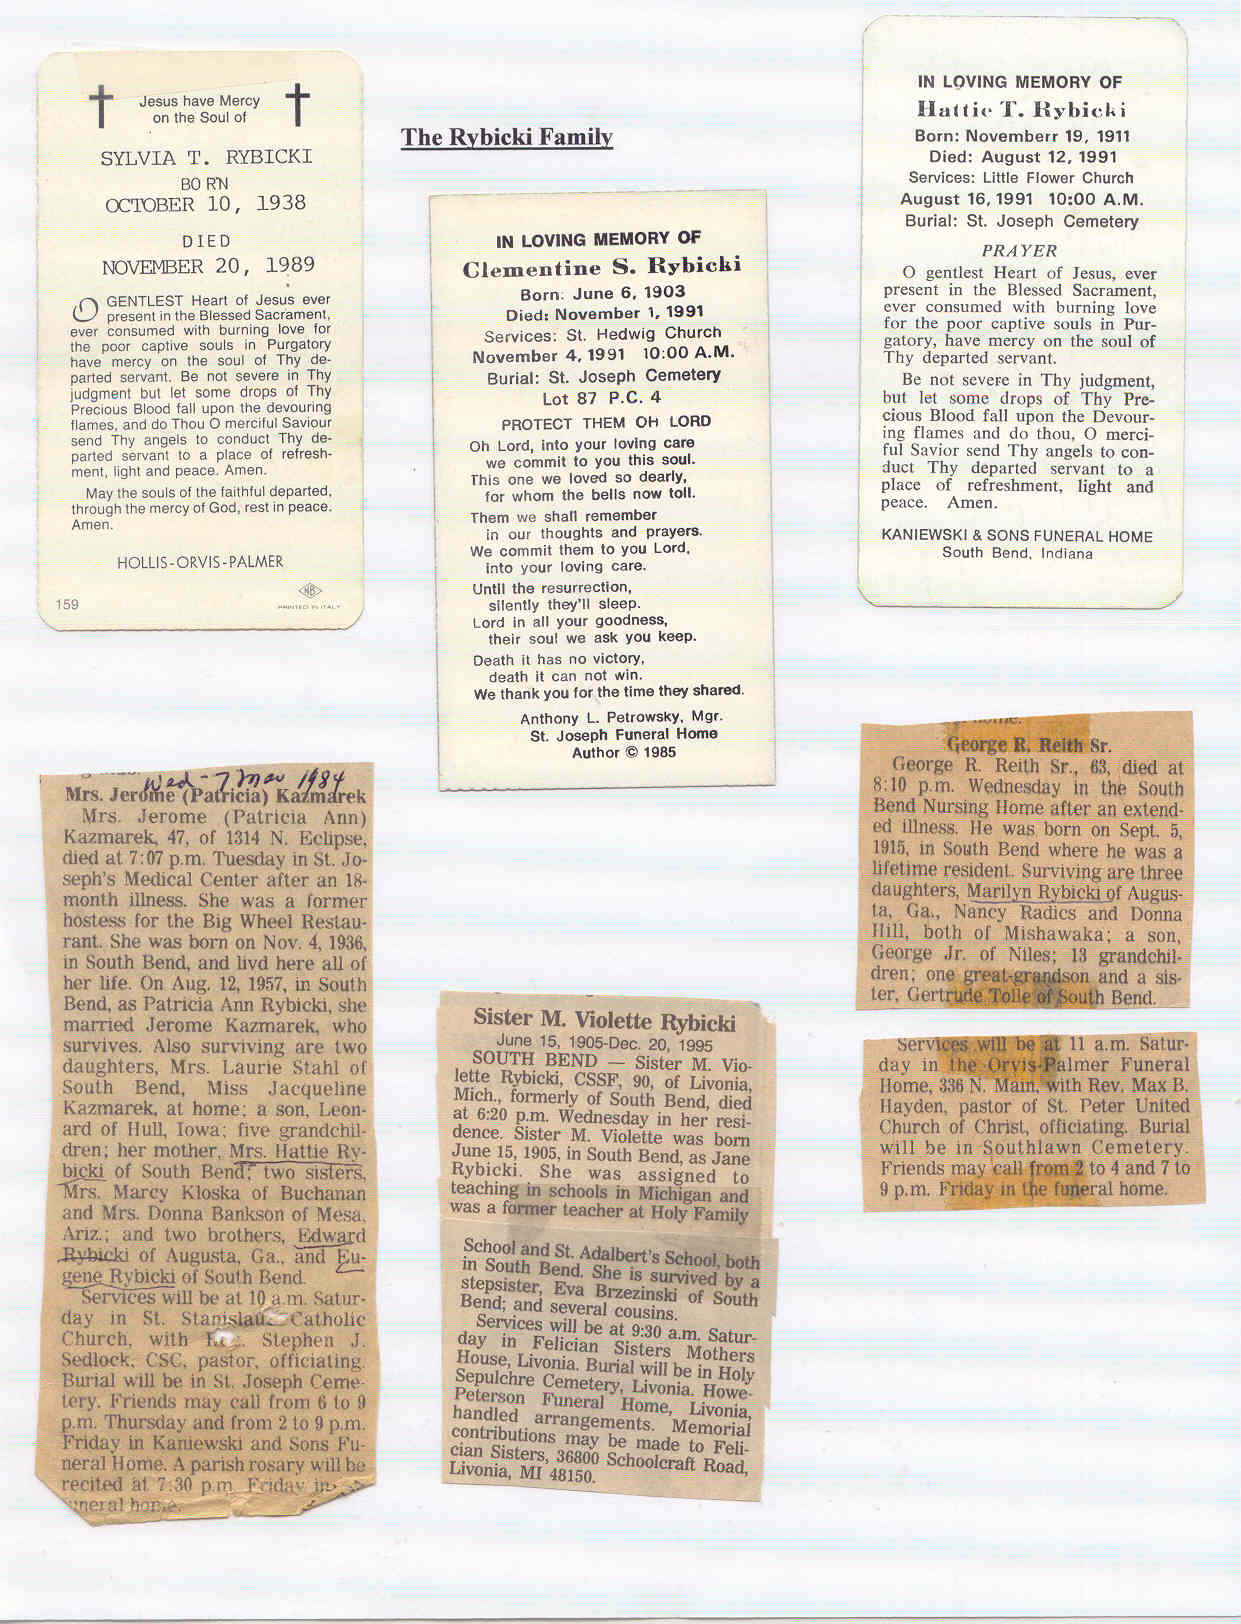 Jesus have Mercy
on the Soul of
SYLVIA T. RYBICKI
BORN
OCTOBER 10, 1938
DIED
NOVEMBER 20, 1989
O GENTLEST Heart of Jesus ever
present in the Blessed Sacrament,
ever consumed with burning love for
the poor captive souls in Purgatory
have mercy on the soul of Thy de-
parted servant. Be not severe in Thy
judgment but let some drops of Thy
Precious Blood fall upon the devouring
flames, and do Thou O merciful Saviour
send Thy angels to conduct Thy de-
parted servant to a place of refresh-
ment, light and peace. Amen.
May the souls of the faithful departed,
through the mercy of God, rest in peace.
Amen.
HOLLIS-ORVIS-PALMER
NB
159
PRINTED IN ITALY
The Rybicki Family
IN LOVING MEMORY OF
Clementine S. Rybicki
Born: June 6, 1903
Died: November 1, 1991
Services: St. Hedwig Church
November 4, 1991 10:00 A.M.
Burial: St. Joseph Cemetery
Lot 87 P.C. 4
PROTECT THEM OH LORD
Oh Lord, into your loving care
we commit to you this soul.
This one we loved so dearly,
for whom the bells now toll.
Them we shall remember
in our thoughts and prayers.
We commit them to you Lord,
into your loving care.
Until the resurrection,
silently they'll sleep.
Lord in all your goodness,
their soul we ask you keep.
Death it has no victory,
death it can not win.
We thank you for the time they shared.
Anthony L. Petrowsky, Mgr.
St. Joseph Funeral Home
Author © 1985
IN LOVING MEMORY OF
Hattie T. Rybicki
Born: Novemberr 19, 1911
Died: August 12, 1991
Services: Little Flower Church
August 16, 1991 10:00 A.M.
Burial: St. Joseph Cemetery
PRAYER
O gentlest Heart of Jesus, ever
present in the Blessed Sacrament,
ever consumed with burning love
for the poor captive souls in Pur-
gatory, have mercy on the soul of
Thy departed servant.
Be not severe in Thy judgment,
but let some drops of Thy Pre-
cious Blood fall upon the Devour-
ing flames and do thou, O merci-
ful Savior send Thy angels to con-
duct Thy departed servant to a
place of refreshment, light and
peace. Amen.
KANIEWSKI & SONS FUNERAL HOME
South Bend, Indiana
Wed - 7 Mar 1984
Mrs. Jerome (Patricia) Kazmarek
Mrs. Jerome (Patricia Ann)
Kazmarek, 47, of 1314 N. Eclipse,
died at 7:07 p.m. Tuesday in St. Jo-
seph's Medical Center after an 18-
month illness. She was a former
hostess for the Big Wheel Restau-
rant. She was born on Nov. 4, 1936,
in South Bend, and livd here all of
her life. On Aug. 12, 1957, in South
Bend, as Patricia Ann Rybicki, she
married Jerome Kazmarek, who
survives. Also surviving are two
daughters, Mrs. Laurie Stahl of
South Bend, Miss Jacqueline
Kazmarek, at home; a son, Leon-
ard of Hull, Iowa; five grandchil-
dren; her mother, Mrs. Hattie Ry-
bicki of South Bend; two sisters,
Mrs. Marcy Kloska of Buchanan
and Mrs. Donna Bankson of Mesa,
Ariz.; and two brothers, Edward
Rybicki of Augusta, Ga., and Eu-
gene Rybicki of South Bend.
Services will be at 10 a.m. Satur-
day in St. Stanislaus Catholic
Church, with Stephen J.
Sedlock, CSC, pastor, officiating.
Burial will be in St. Joseph Ceme-
tery. Friends may call from 6 to 9
p.m. Thursday and from 2 to 9 p.m.
Friday in Kaniewski and Sons Fu-
neral Home. A parish rosary will be
recited at 7:30 p.m. Friday in
funeral home.
Sister M. Violette Rybicki
June 15, 1905-Dec. 20, 1995
SOUTH BEND — Sister M. Vio-
lette Rybicki, CSSF, 90, of Livonia,
Mich., formerly of South Bend, died
at 6:20 p.m. Wednesday in her resi-
dence. Sister M. Violette was born
June 15, 1905, in South Bend, as Jane
Rybicki. She was assigned to
teaching in schools in Michigan and
was a former teacher at Holy Family
School and St. Adalbert's School, both
in South Bend. She is survived by a
stepsister, Eva Brzezinski of South
Bend; and several cousins.
Services will be at 9:30 a.m. Satur-
day in Felician Sisters Mothers
House, Livonia. Burial will be in Holy
Sepulchre Cemetery, Livonia. Howe-
Peterson Funeral Home, Livonia,
handled arrangements. Memorial
contributions may be made to Feli-
cian Sisters, 36800 Schoolcraft Road,
Livonia, MI 48150.
home.
George R. Reith Sr.
George R. Reith Sr., 63, died at
8:10 p.m. Wednesday in the South
Bend Nursing Home after an extend-
ed illness. He was born on Sept. 5,
1915, in South Bend where he was a
lifetime resident. Surviving are three
daughters, Marilyn Rybicki of Augus-
ta, Ga., Nancy Radics and Donna
Hill, both of Mishawaka; a son,
George Jr. of Niles; 13 grandchil-
dren; one great-grandson and a sis-
ter, Gertrude Tolle of South Bend.
Services will be at 11 a.m. Satur-
day in the Orvis-Palmer Funeral
Home, 336 N. Main, with Rev. Max B.
Hayden, pastor of St. Peter United
Church of Christ, officiating. Burial
will be in Southlawn Cemetery.
Friends may call from 2 to 4 and 7 to
9 p.m. Friday in the funeral home.